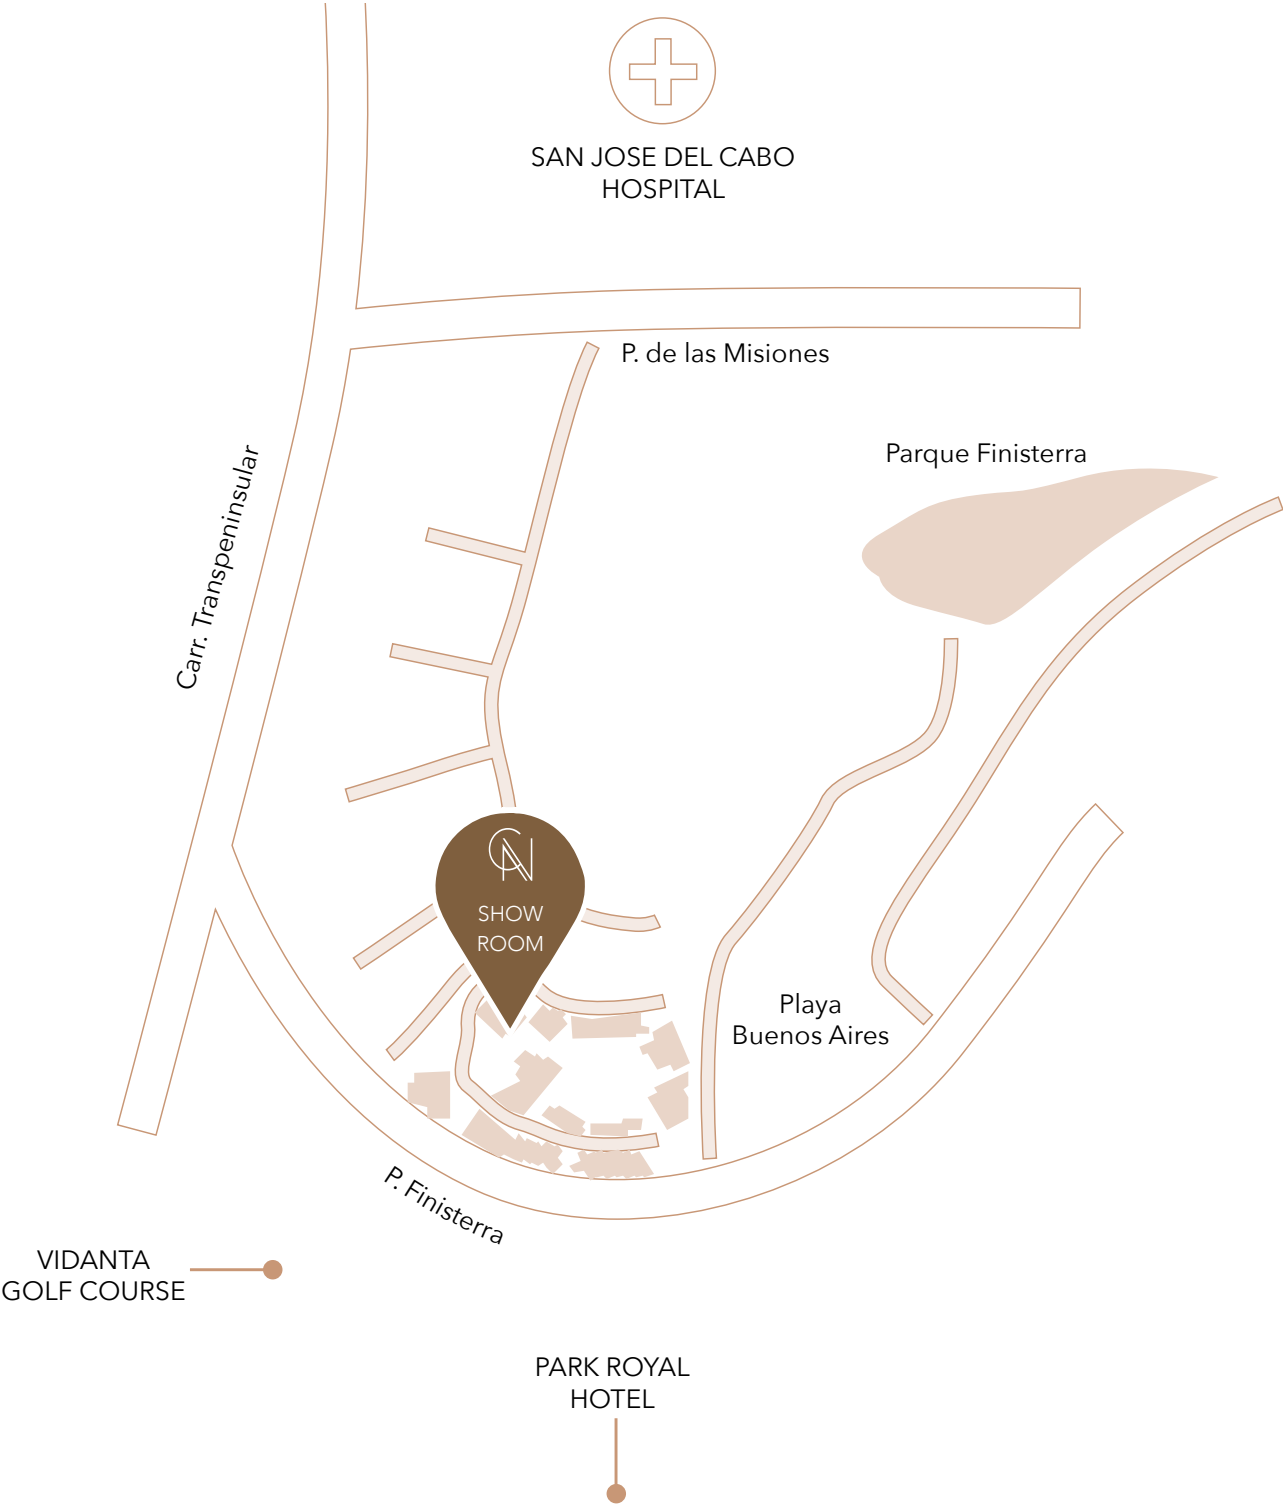 SAN JOSE DEL CABO
HOSPITAL
P. de las Misiones
Parque Finisterra
Carr. Transpeninsular
SHOW
ROOM
Playa
Buenos Aires
P. Finisterra
VIDANTA
GOLF COURSE
PARK ROYAL
HOTEL